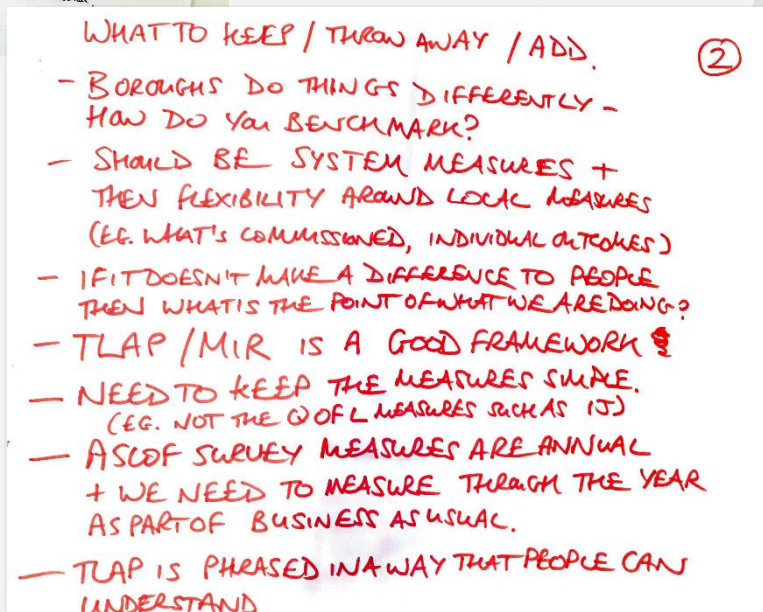 WHAT TO KEEP / THROW AWAY / ADD.
②
- BOROUGHS DO THINGS DIFFERENTLY -
HOW DO YOU BENCHMARK?
- SHOULD BE SYSTEM MEASURES +
THEN FLEXIBILITY AROUND LOCAL MEASURES
(EG. WHAT'S COMMISSIONED, INDIVIDUAL OUTCOMES)
- IF IT DOESN'T MAKE A DIFFERENCE TO PEOPLE
THEN WHAT IS THE POINT OF WHAT WE ARE DOING?
- TLAP / MIR IS A GOOD FRAMEWORK
- NEED TO KEEP THE MEASURES SIMPLE.
(EG. NOT THE Q OF L MEASURES SUCH AS 1J)
- ASCOF SURVEY MEASURES ARE ANNUAL
+ WE NEED TO MEASURE THROUGH THE YEAR
AS PART OF BUSINESS AS USUAL.
- TLAP IS PHRASED IN A WAY THAT PEOPLE CAN
UNDERSTAND